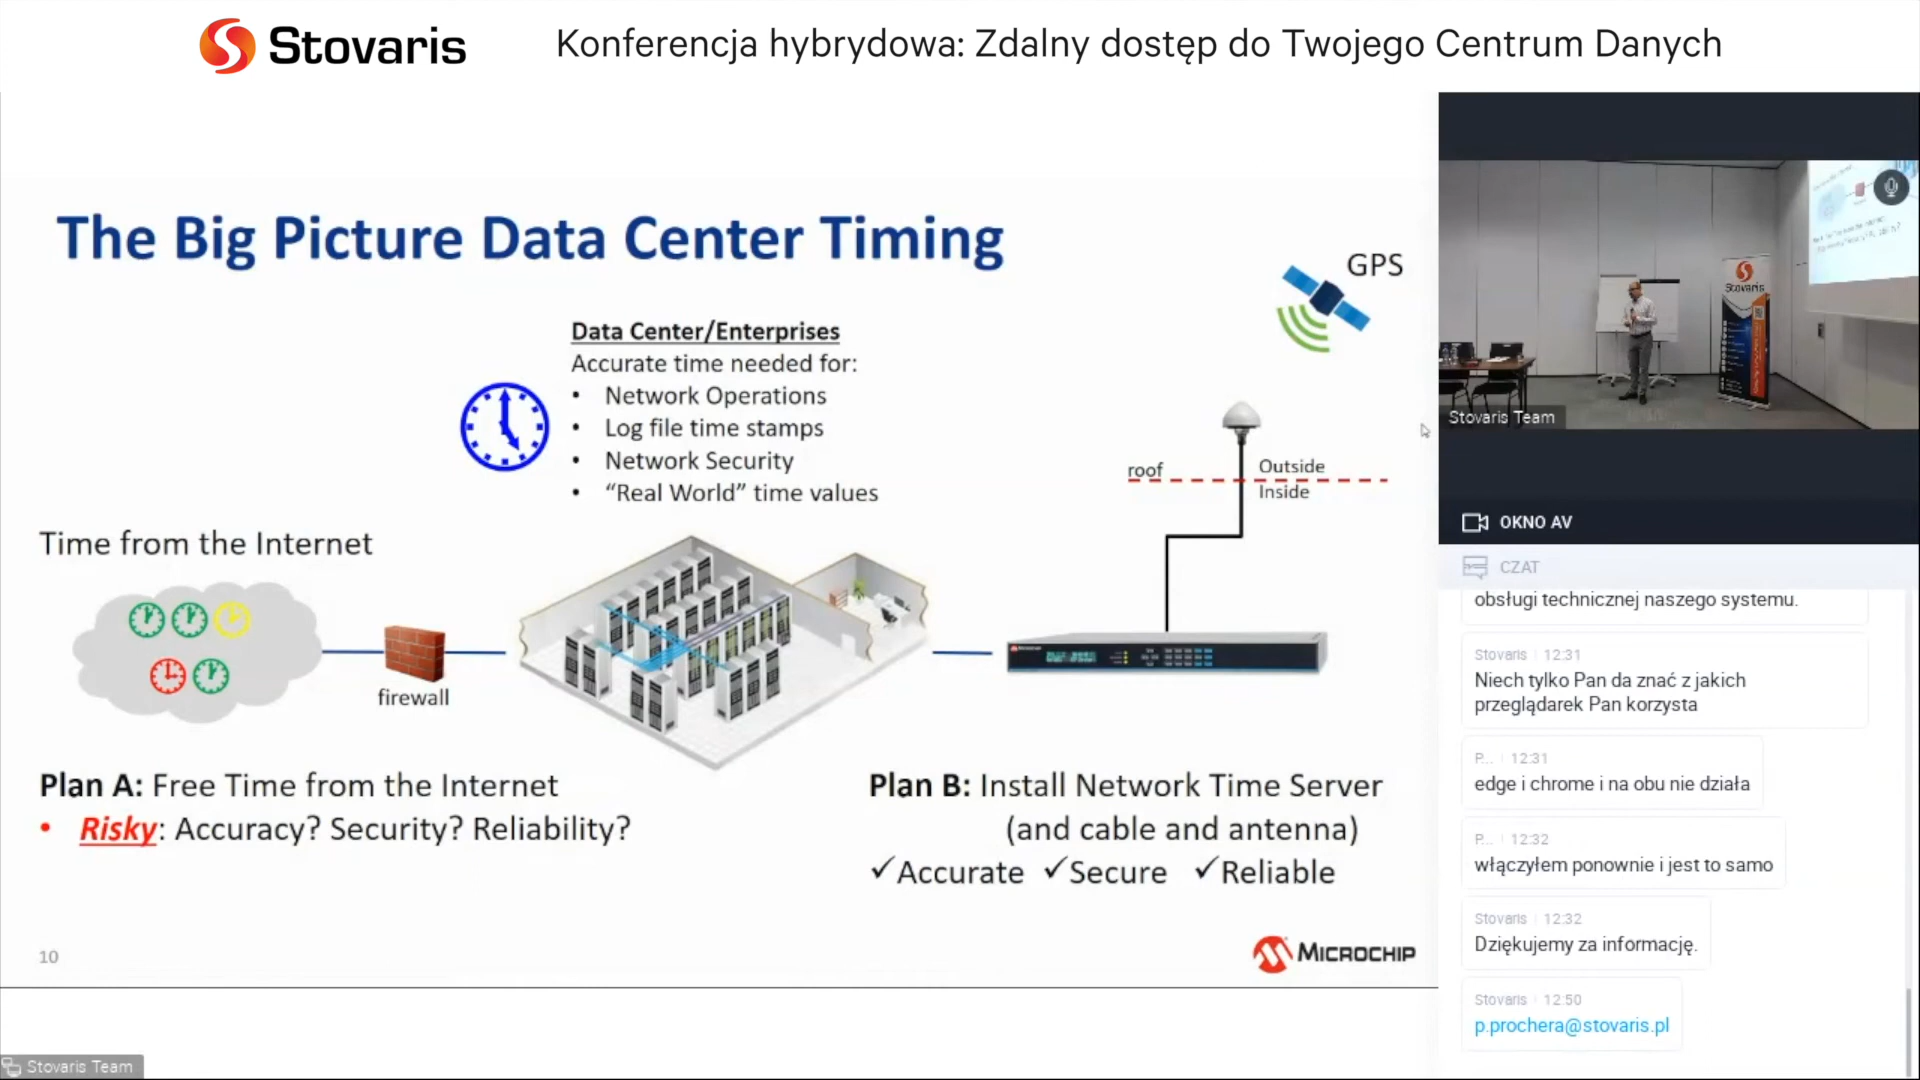 Stovaris
Konferencja hybrydowa: Zdalny dostęp do Twojego Centrum Danych
The Big Picture Data Center Timing
GPS
Data Center/Enterprises
Accurate time needed for:
• Network Operations
• Log file time stamps
• Network Security
• “Real World” time values
roof
Outside
Inside
Time from the Internet
firewall
Plan A: Free Time from the Internet
• Risky: Accuracy? Security? Reliability?
Plan B: Install Network Time Server
(and cable and antenna)
✓Accurate ✓Secure ✓Reliable
10
MICROCHIP
Stovaris Team
Stovaris
Stovaris Team
OKNO AV
CZAT
obsługi technicznej naszego systemu.
Stovaris 12:31
Niech tylko Pan da znać z jakich
przeglądarek Pan korzysta
P... 12:31
edge i chrome i na obu nie działa
P... 12:32
włączyłem ponownie i jest to samo
Stovaris 12:32
Dziękujemy za informację.
Stovaris 12:50
p.prochera@stovaris.pl